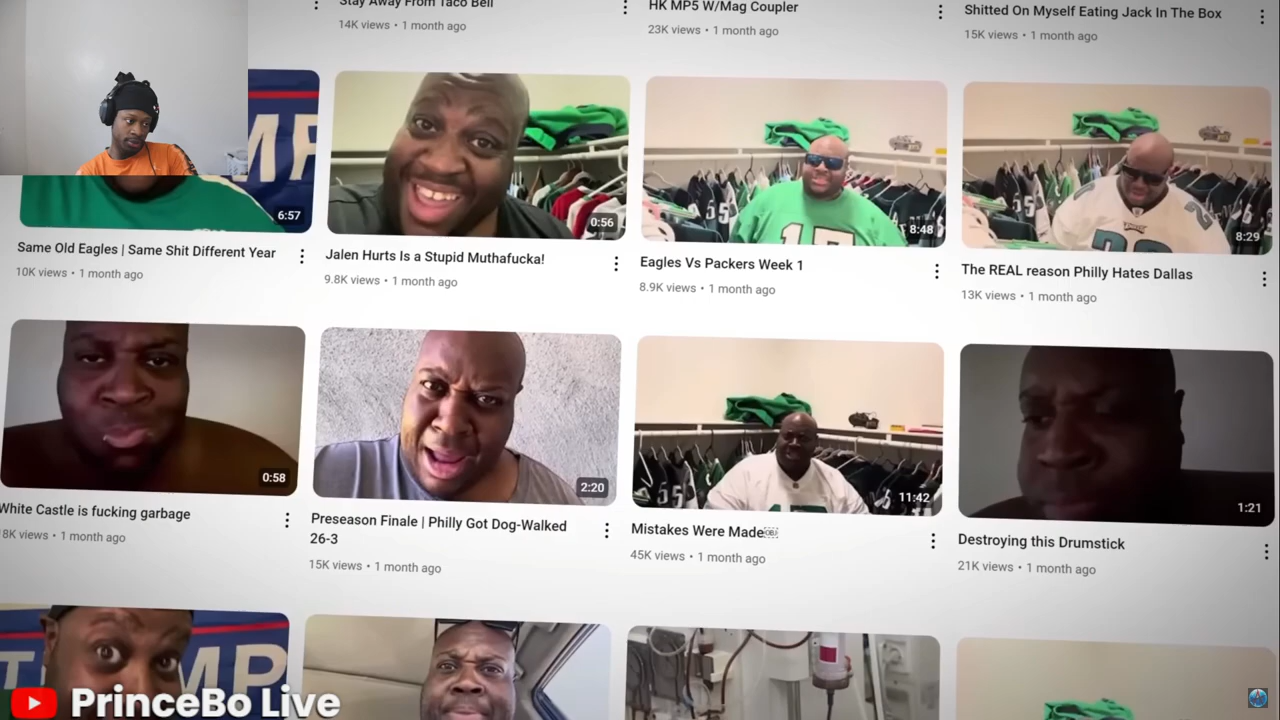 Stay Away From Taco Bell
14K views • 1 month ago
HK MP5 W/Mag Coupler
23K views • 1 month ago
Shitted On Myself Eating Jack In The Box
15K views • 1 month ago
6:57
Same Old Eagles | Same Shit Different Year
10K views • 1 month ago
0:56
Jalen Hurts Is a Stupid Muthafucka!
9.8K views • 1 month ago
17
8:48
Eagles Vs Packers Week 1
8.9K views • 1 month ago
8:29
The REAL reason Philly Hates Dallas
13K views • 1 month ago
0:58
White Castle is fucking garbage
8K views • 1 month ago
2:20
Preseason Finale | Philly Got Dog-Walked
26-3
15K views • 1 month ago
11:42
Mistakes Were Made
45K views • 1 month ago
1:21
Destroying this Drumstick
21K views • 1 month ago
PrinceBo Live